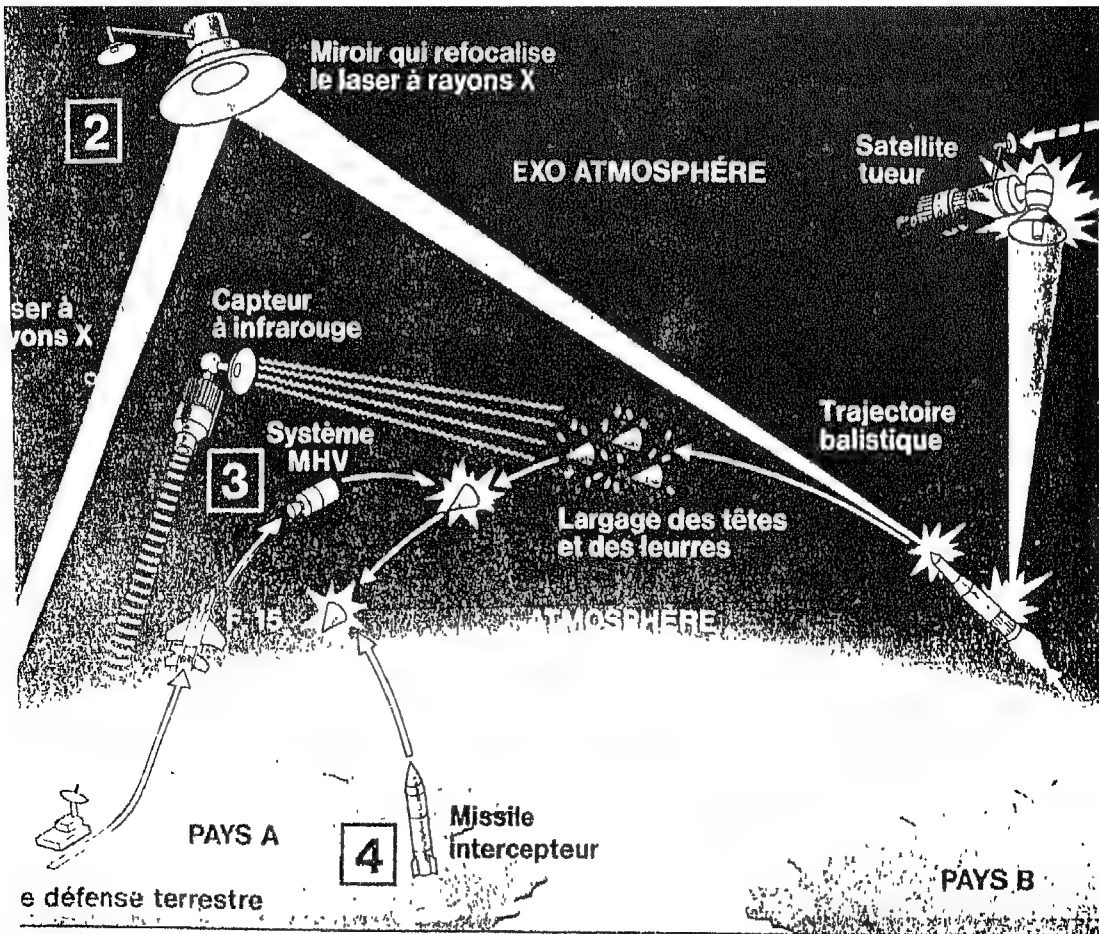 Miroir qui refocalise
le laser à rayons X
2
EXO ATMOSPHÉRE
Satellite
tueur
ser à
yons X
Capteur
à infrarouge
Trajectoire
balistique
Système
MHV
3
Largage des têtes
et des leurres
F-15
ATMOSPHÈRE
PAYS A
4
Missile
intercepteur
PAYS B
e défense terrestre